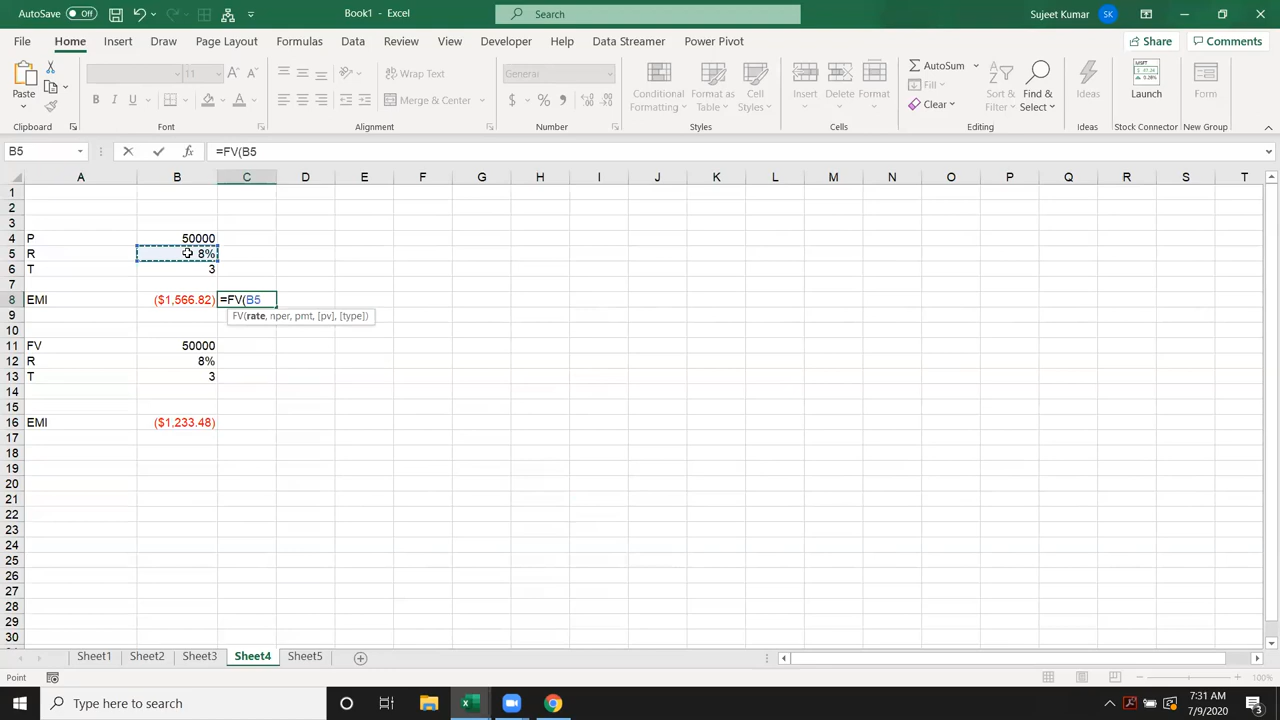 AutoSave Off Book1 - Excel Search Sujeet Kumar SK
File Home Insert Draw Page Layout Formulas Data Review View Developer Help Data Streamer Power Pivot Share Comments
Paste 11 Wrap Text General Conditional Formatting Format as Table Cell Styles Insert Delete Format AutoSum Sort & Filter Find & Select Ideas Launch Form
B I U A Merge & Center $ % Fill Clear
Clipboard Font Alignment Number Styles Cells Editing Ideas Stock Connector New Group
B5 fx =FV(B5
A B C D E F G H I J K L M N O P Q R S T
1
2
3
4 P 50000
5 R 8%
6 T 3
7
8 EMI ($1,566.82) =FV(B5
9 FV(rate, nper, pmt, [pv], [type])
10
11 FV 50000
12 R 8%
13 T 3
14
15
16 EMI ($1,233.48)
17
18
19
20
21
22
23
24
25
26
27
28
29
30
Sheet1 Sheet2 Sheet3 Sheet4 Sheet5
Point 100%
Type here to search 7:31 AM
7/9/2020 3